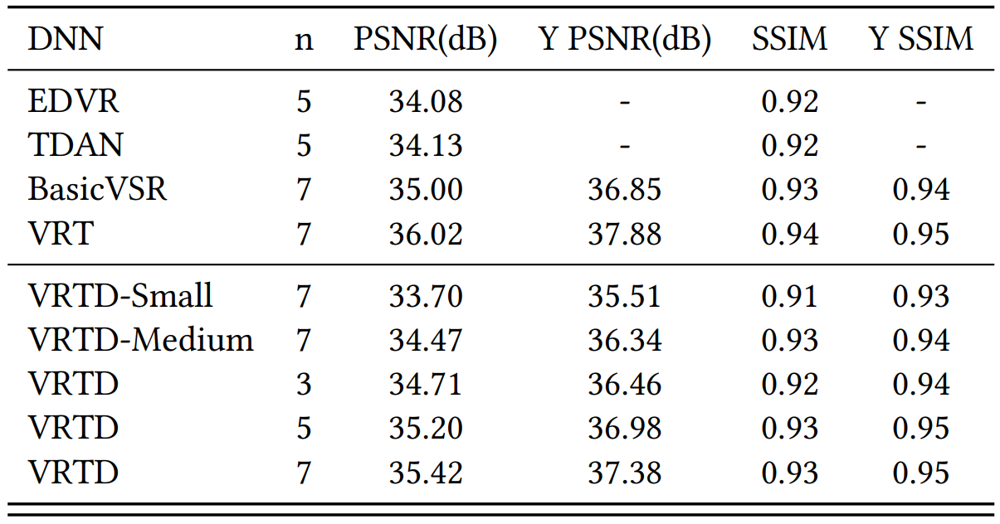 DNN n PSNR(dB) Y PSNR(dB) SSIM Y SSIM
EDVR 5 34.08 - 0.92 -
TDAN 5 34.13 - 0.92 -
BasicVSR 7 35.00 36.85 0.93 0.94
VRT 7 36.02 37.88 0.94 0.95
VRTD-Small 7 33.70 35.51 0.91 0.93
VRTD-Medium 7 34.47 36.34 0.93 0.94
VRTD 3 34.71 36.46 0.92 0.94
VRTD 5 35.20 36.98 0.93 0.95
VRTD 7 35.42 37.38 0.93 0.95